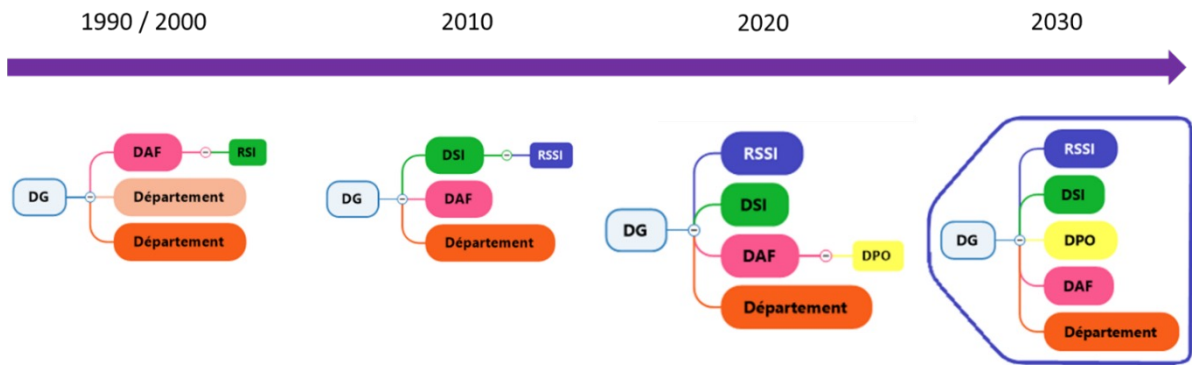 1990 / 2000
2010
2020
2030
DG
DAF
RSI
Département
Département
DG
DSI
RSSI
DAF
Département
DG
RSSI
DSI
DAF
DPO
Département
DG
RSSI
DSI
DPO
DAF
Département